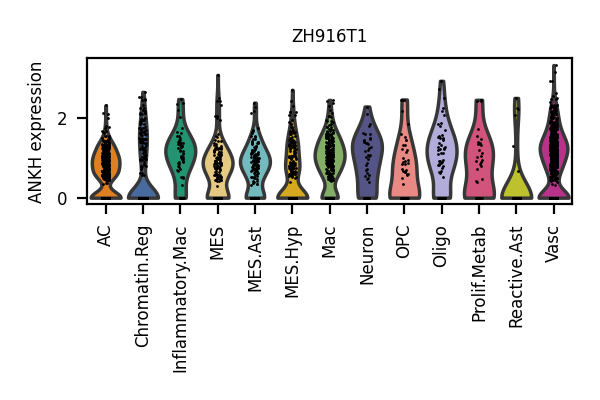 ZH916T1
ANKH expression
2
0
AC
Chromatin.Reg
Inflammatory.Mac
MES
MES.Ast
MES.Hyp
Mac
Neuron
OPC
Oligo
Prolif.Metab
Reactive.Ast
Vasc